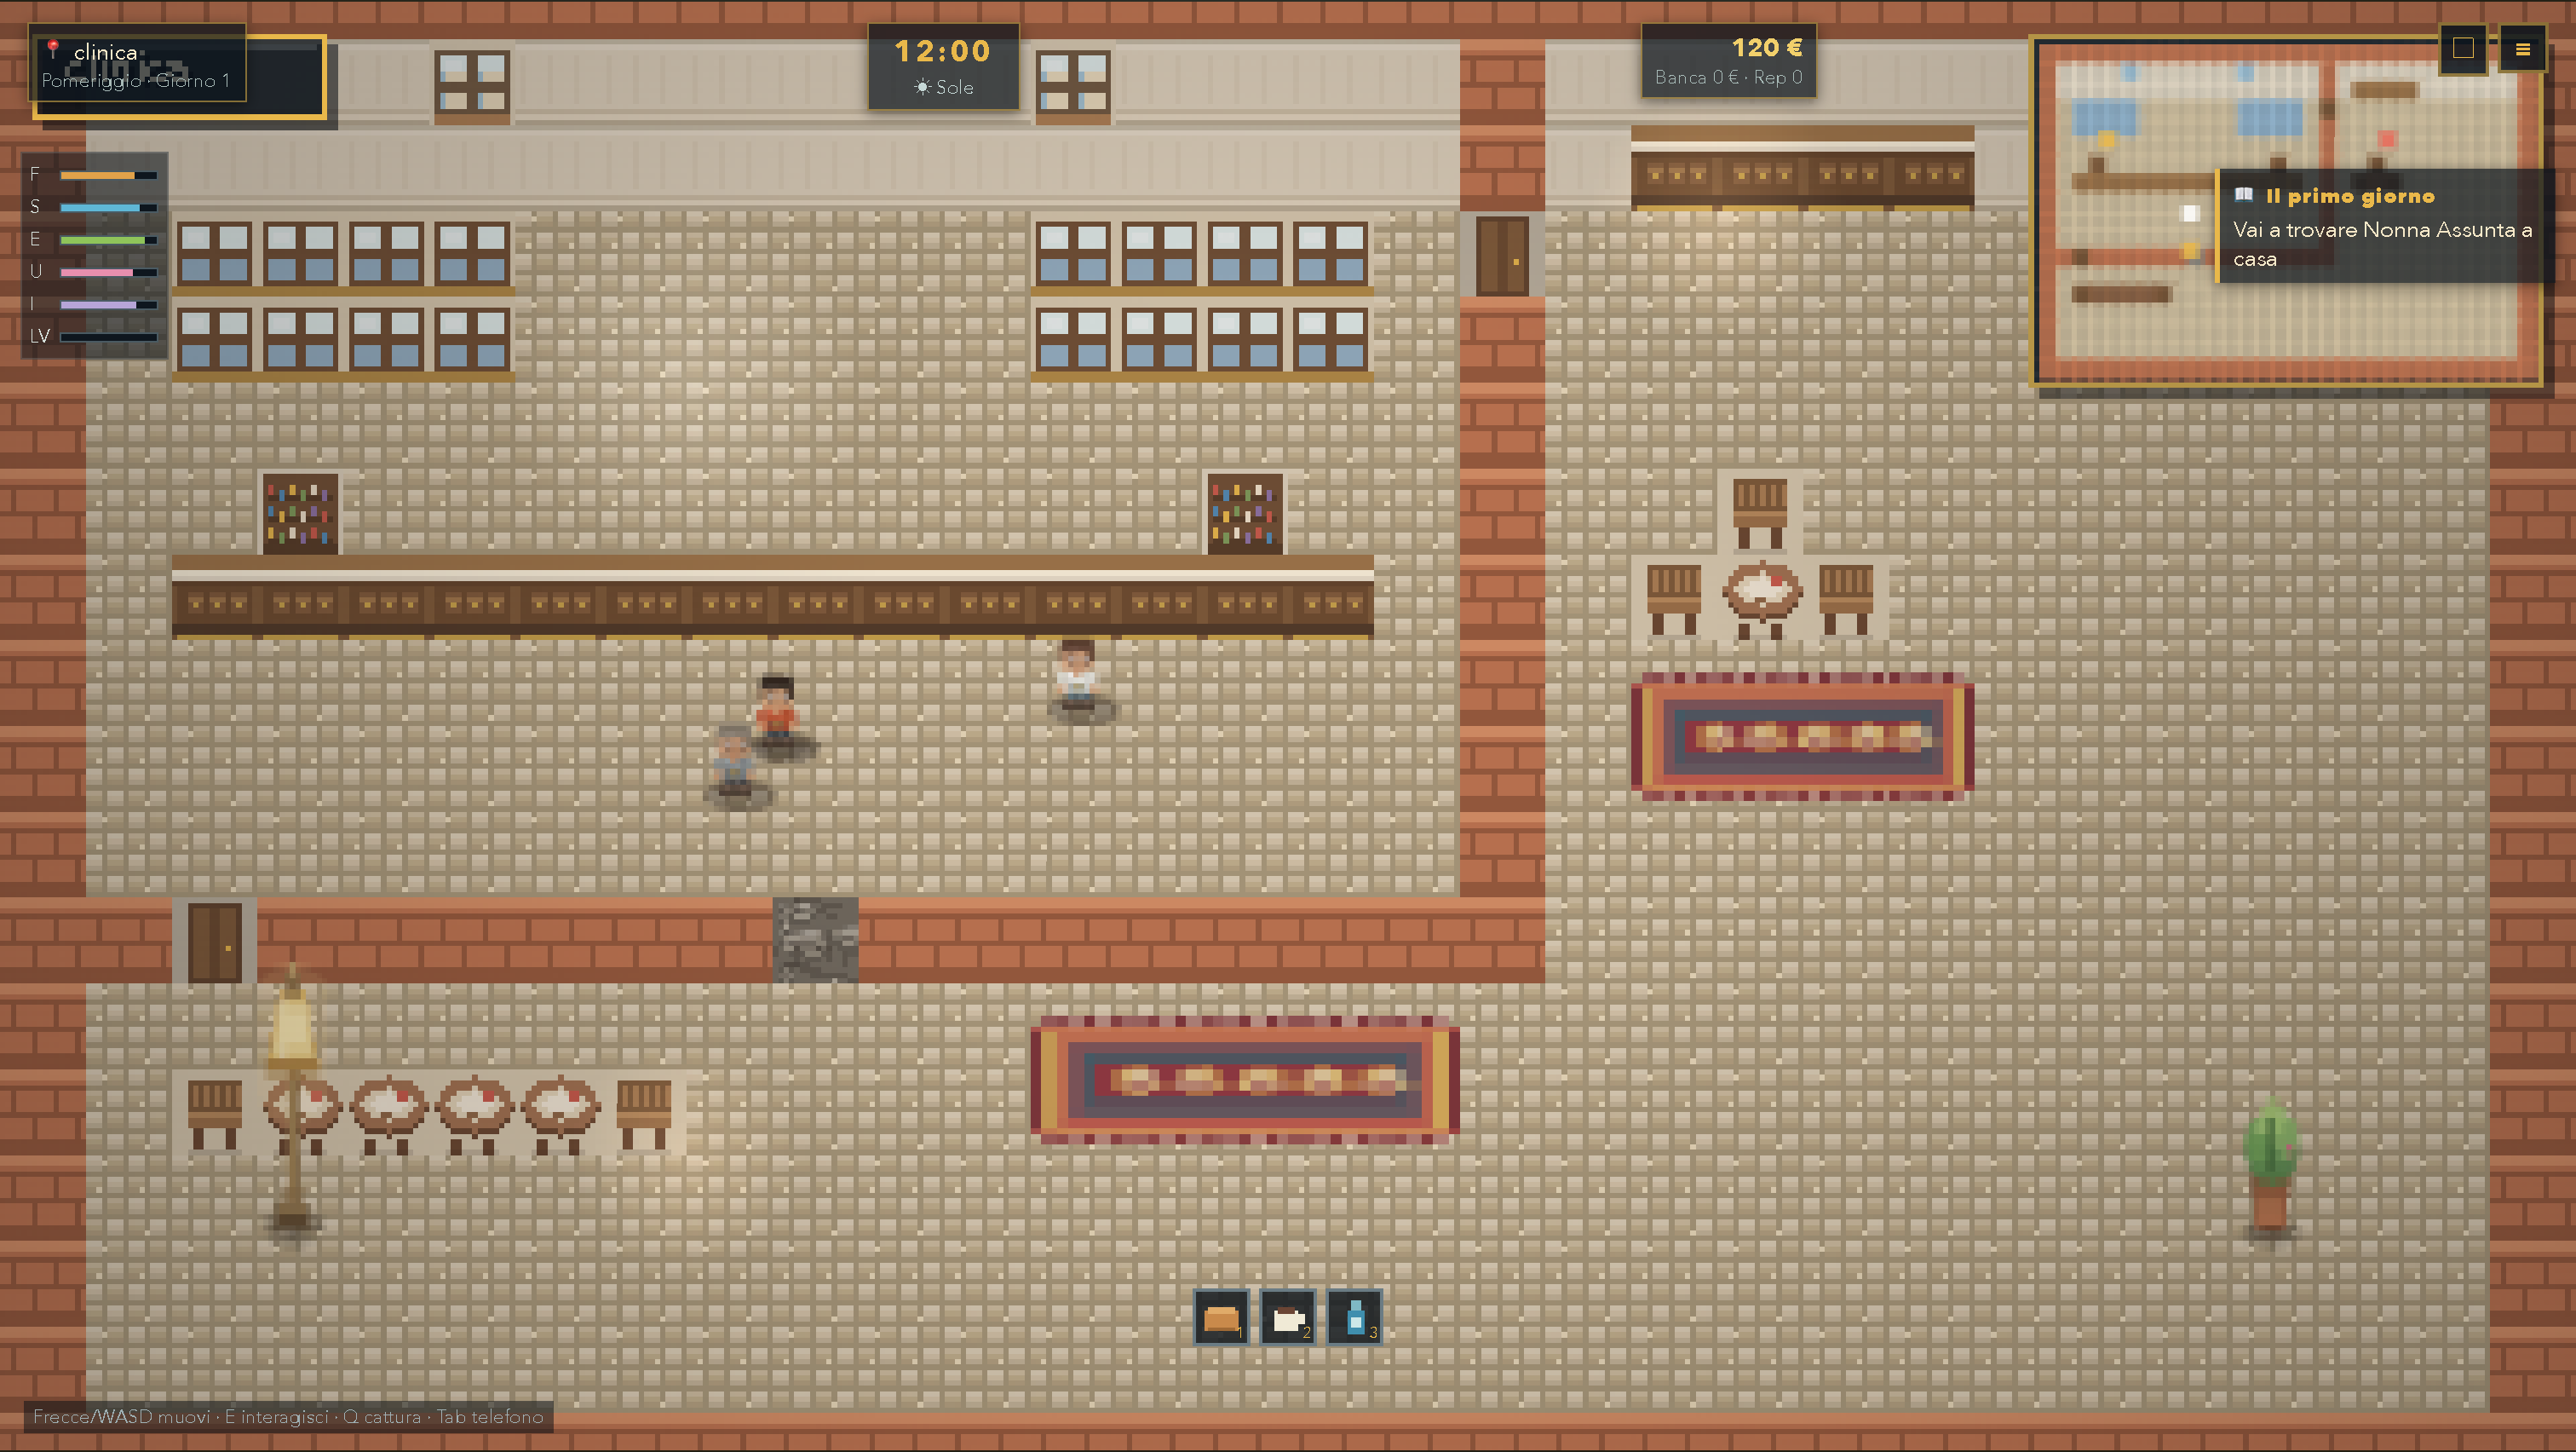 📍 clinica
Pomeriggio · Giorno 1
12:00
☀ Sole
120 €
Banca 0 € · Rep 0
≡
F
S
E
U
I
LV
📖 Il primo giorno
Vai a trovare Nonna Assunta a
casa
1
2
3
Frecce/WASD muovi · E interagisci · Q cattura · Tab telefono